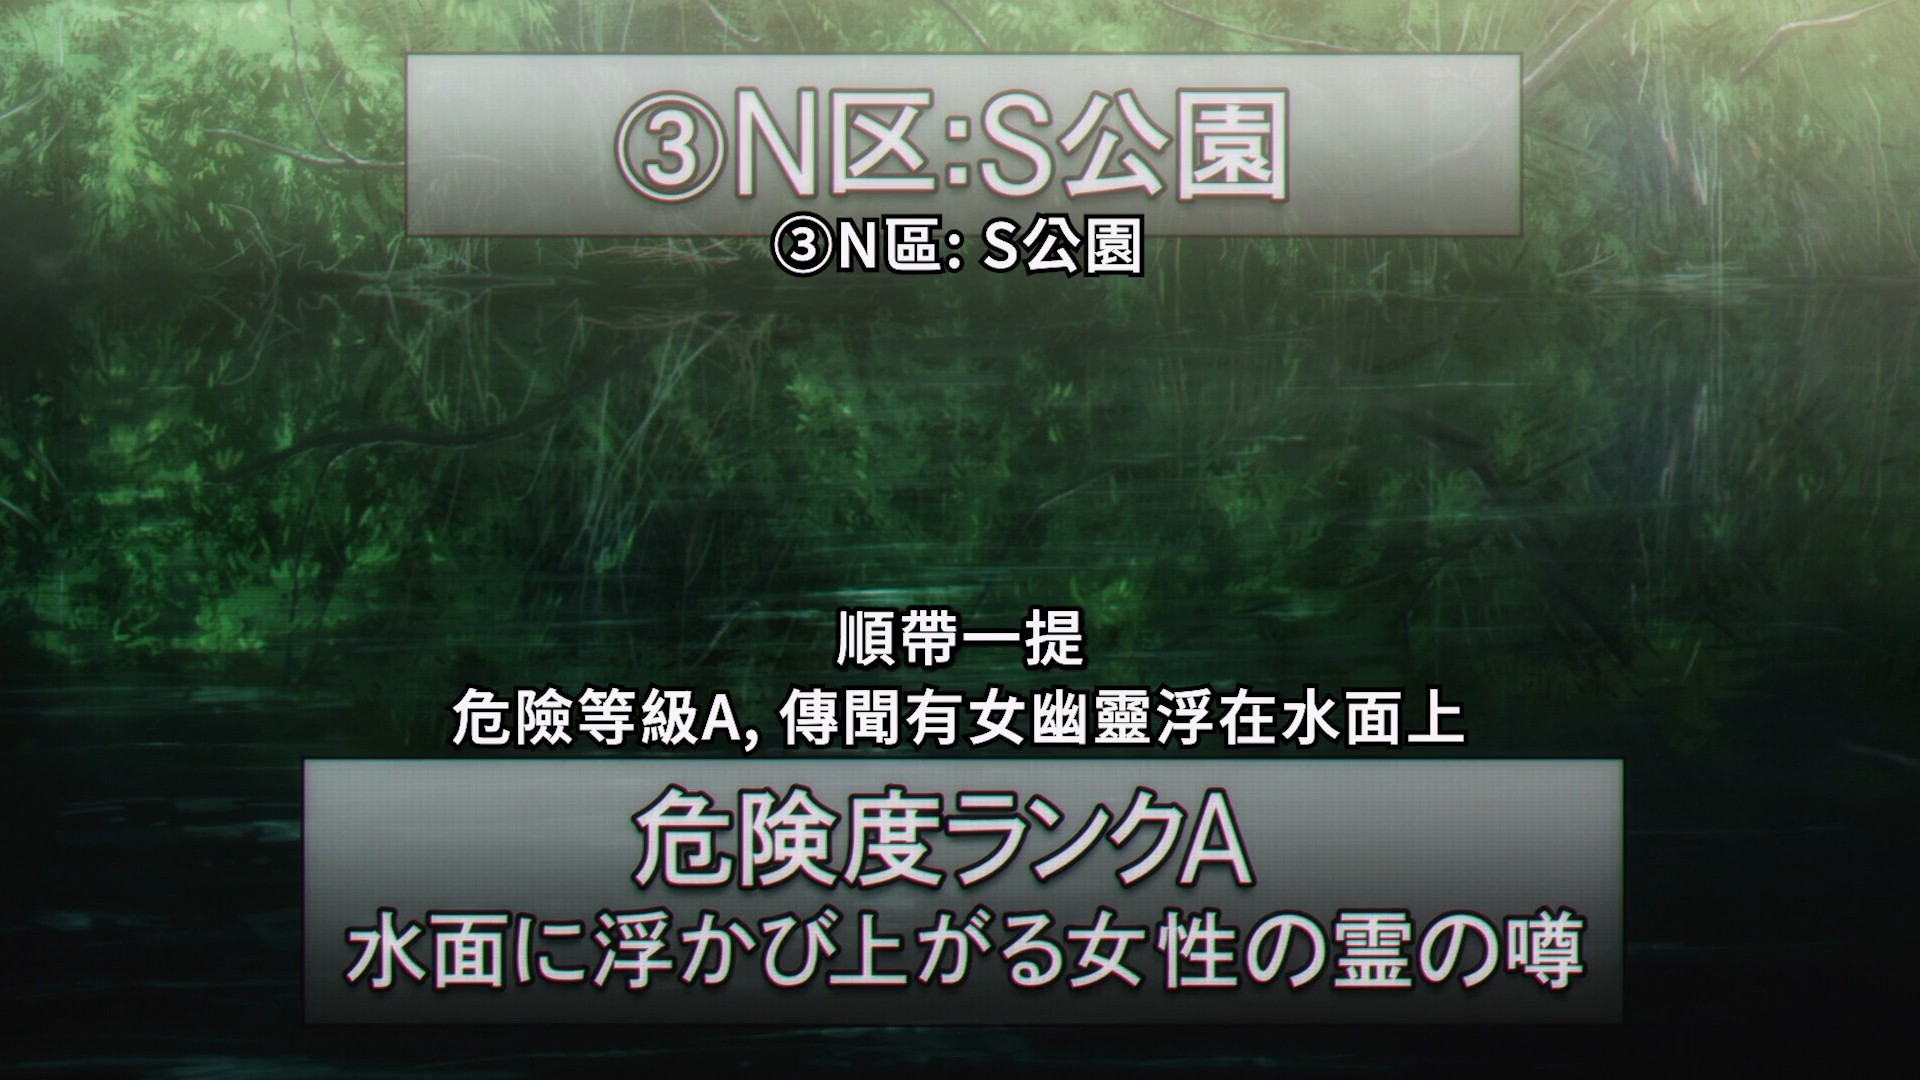 ③N区:S公園
③N區: S公園
順帶一提
危險等級A, 傳聞有女幽靈浮在水面上
危険度ランクA
水面に浮かび上がる女性の霊の噂